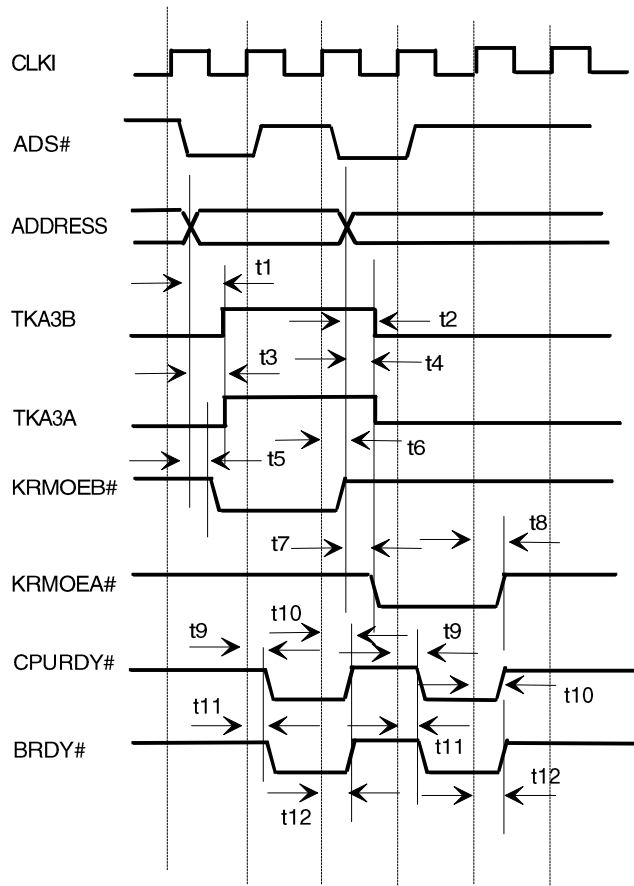 CLKI
ADS#
ADDRESS
t1
TKA3B
t2
t3
t4
TKA3A
t6
t5
KRMOEB#
t8
t7
KRMOEA#
t10
t9
t9
CPURDY#
t10
t11
t11
BRDY#
t12
t12